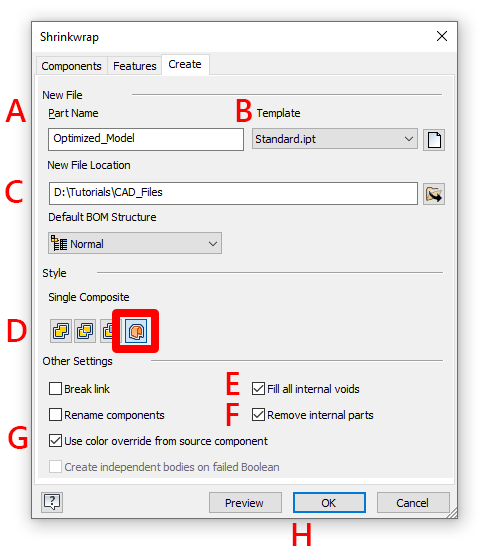 Shrinkwrap
Components Features Create
New File
A Part Name B Template
Optimized_Model Standard.ipt
New File Location
C D:\Tutorials\CAD_Files
Default BOM Structure
Normal
Style
Single Composite
D
Other Settings
Break link E Fill all internal voids
Rename components F Remove internal parts
G Use color override from source component
Create independent bodies on failed Boolean
? Preview OK Cancel
H